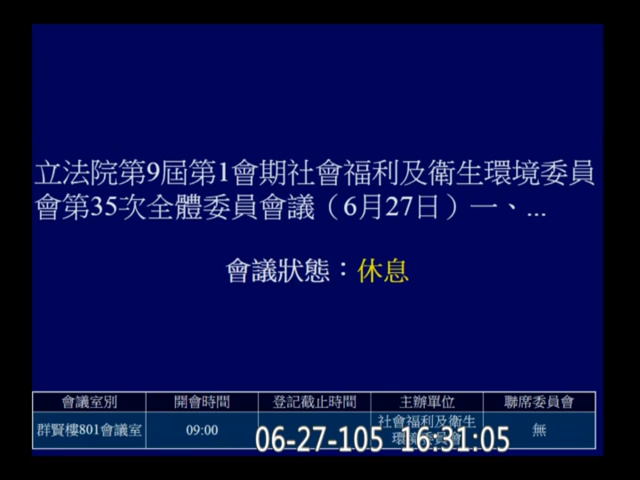 立法院第9屆第1會期社會福利及衛生環境委員
會第35次全體委員會議（6月27日）一、...
會議狀態：休息
會議室別 開會時間 登記截止時間 主辦單位 聯席委員會
群賢樓801會議室 09:00 社會福利及衛生 無
06-27-105 16:31:05